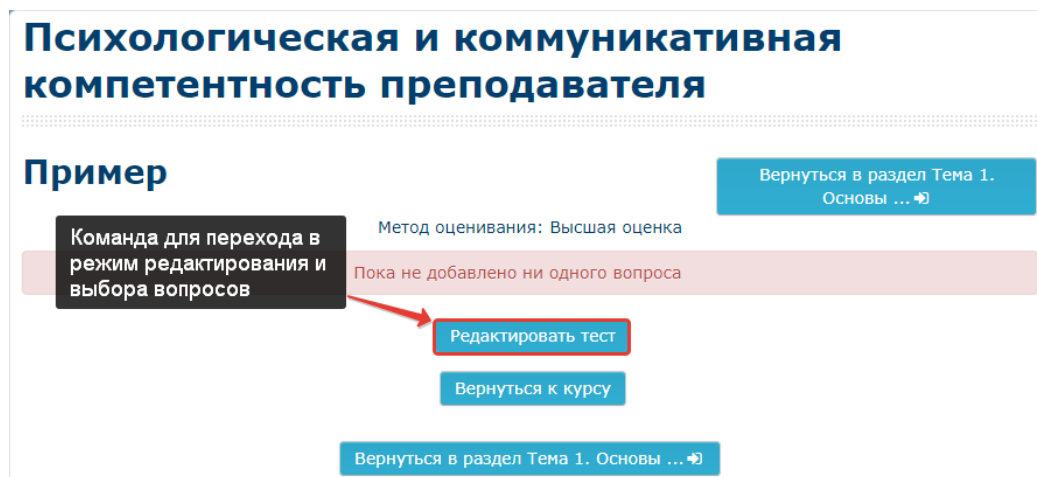 Психологическая и коммуникативная
компетентность преподавателя
Пример
Вернуться в раздел Тема 1.
Основы ...
Метод оценивания: Высшая оценка
Команда для перехода в
режим редактирования и
выбора вопросов
Пока не добавлено ни одного вопроса
Редактировать тест
Вернуться к курсу
Вернуться в раздел Тема 1. Основы ...